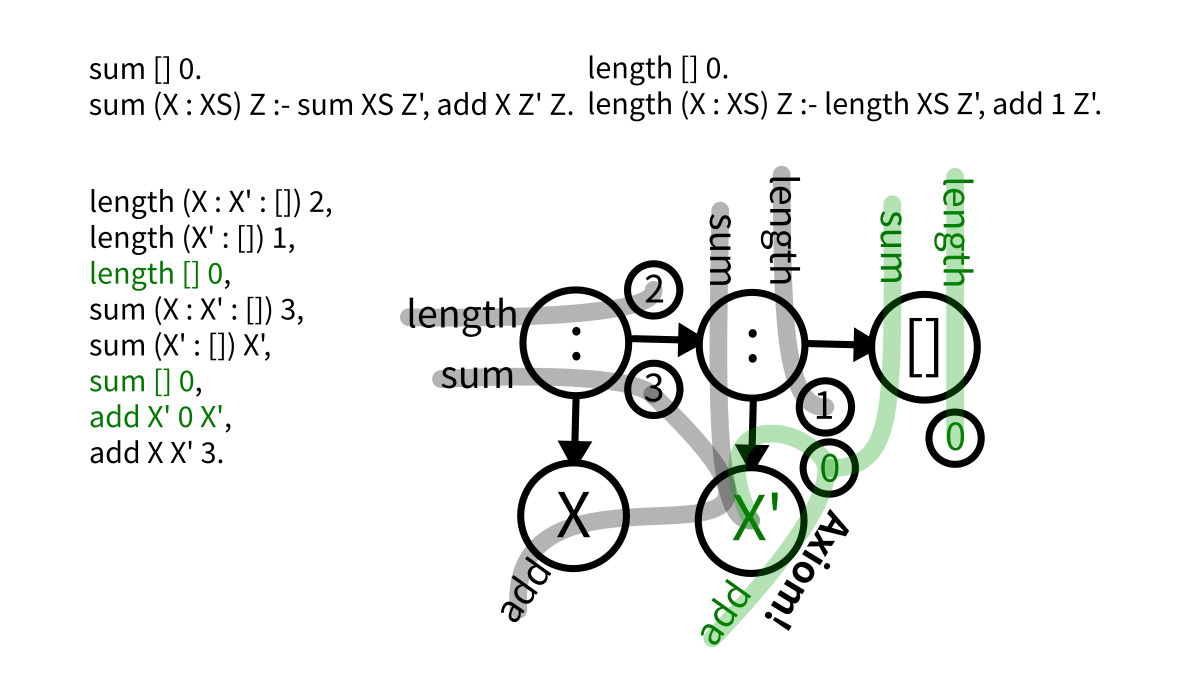 sum [] 0.
sum (X : XS) Z :- sum XS Z', add X Z' Z.
length [] 0.
length (X : XS) Z :- length XS Z', add 1 Z'.
length (X : X' : []) 2,
length (X' : []) 1,
length [] 0,
sum (X : X' : []) 3,
sum (X' : []) X',
sum [] 0,
add X' 0 X',
add X X' 3.
length
sum
:
2
3
sum
length
:
1
0
sum
length
[]
0
X
add
X'
add
Axiom!